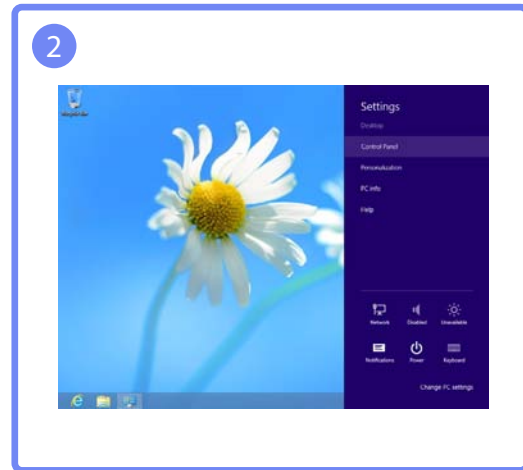 2
Settings
Desktop
Control Panel
Personalization
PC info
Help
Network
Disabled
Unavailable
Notifications
Power
Keyboard
Change PC settings